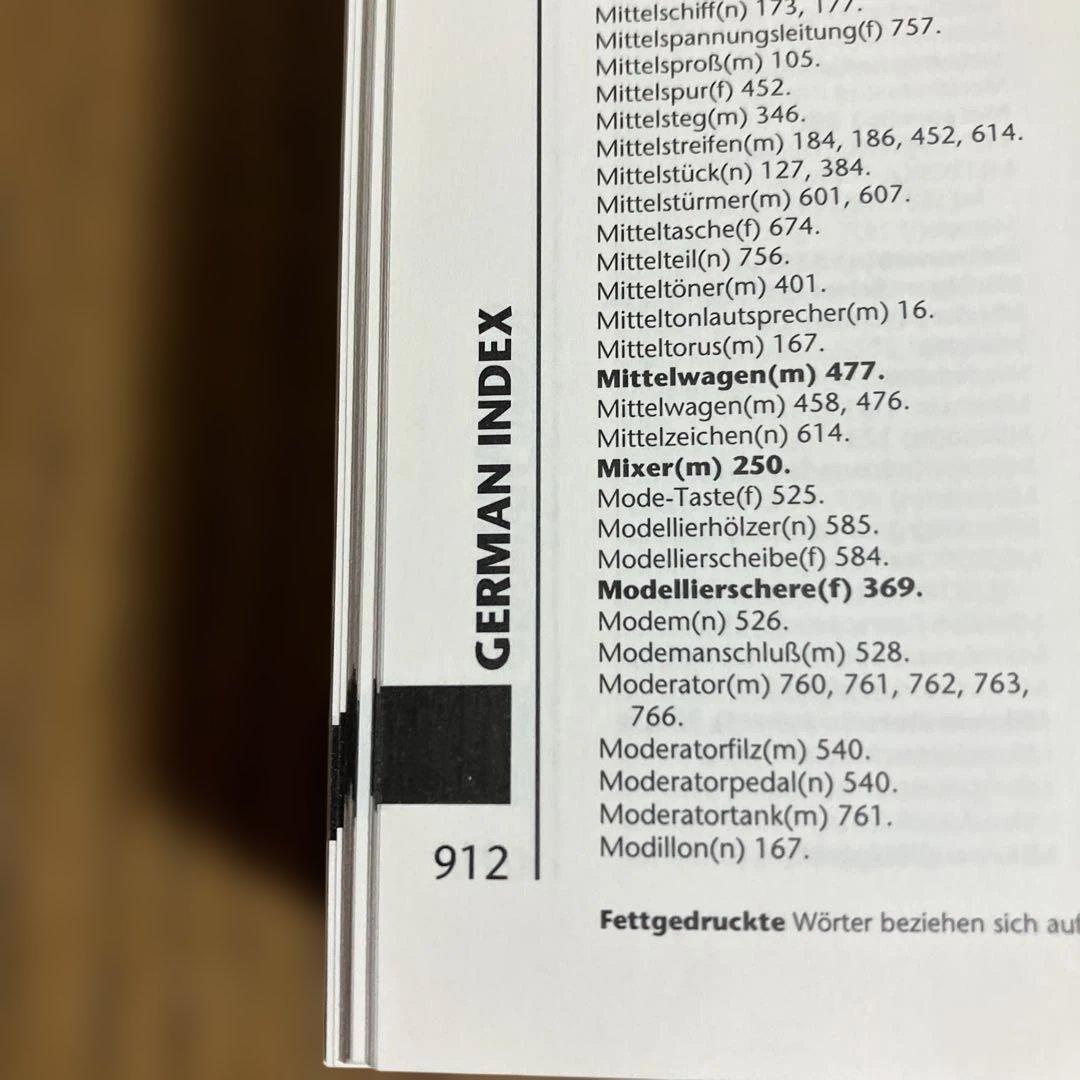 Mittelschiff(n) 173, 177.
Mittelspannungsleitung(f) 757.
Mittelsproß(m) 105.
Mittelspur(f) 452.
Mittelsteg(m) 346.
Mittelstreifen(m) 184, 186, 452, 614.
Mittelstück(n) 127, 384.
Mittelstürmer(m) 601, 607.
Mitteltasche(f) 674.
Mittelteil(n) 756.
Mitteltöner(m) 401.
Mitteltonlautsprecher(m) 16.
Mitteltorus(m) 167.
Mittelwagen(m) 477.
Mittelwagen(m) 458, 476.
Mittelzeichen(n) 614.
Mixer(m) 250.
Mode-Taste(f) 525.
Modellierhölzer(n) 585.
Modellierscheibe(f) 584.
Modellierschere(f) 369.
Modem(n) 526.
Modemanschluß(m) 528.
Moderator(m) 760, 761, 762, 763,
766.
Moderatorfilz(m) 540.
Moderatorpedal(n) 540.
Moderatortank(m) 761.
Modillon(n) 167.
GERMAN INDEX
912
Fettgedruckte Wörter beziehen sich auf